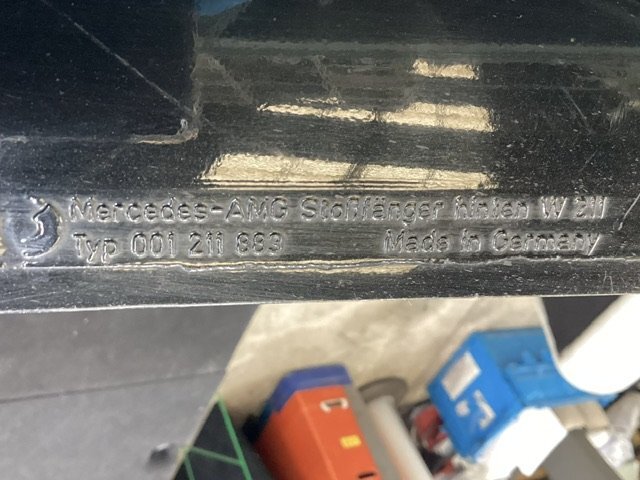 Mercedes-AMG Stoßfänger hinten W 211
Typ 001 211 883 Made in Germany